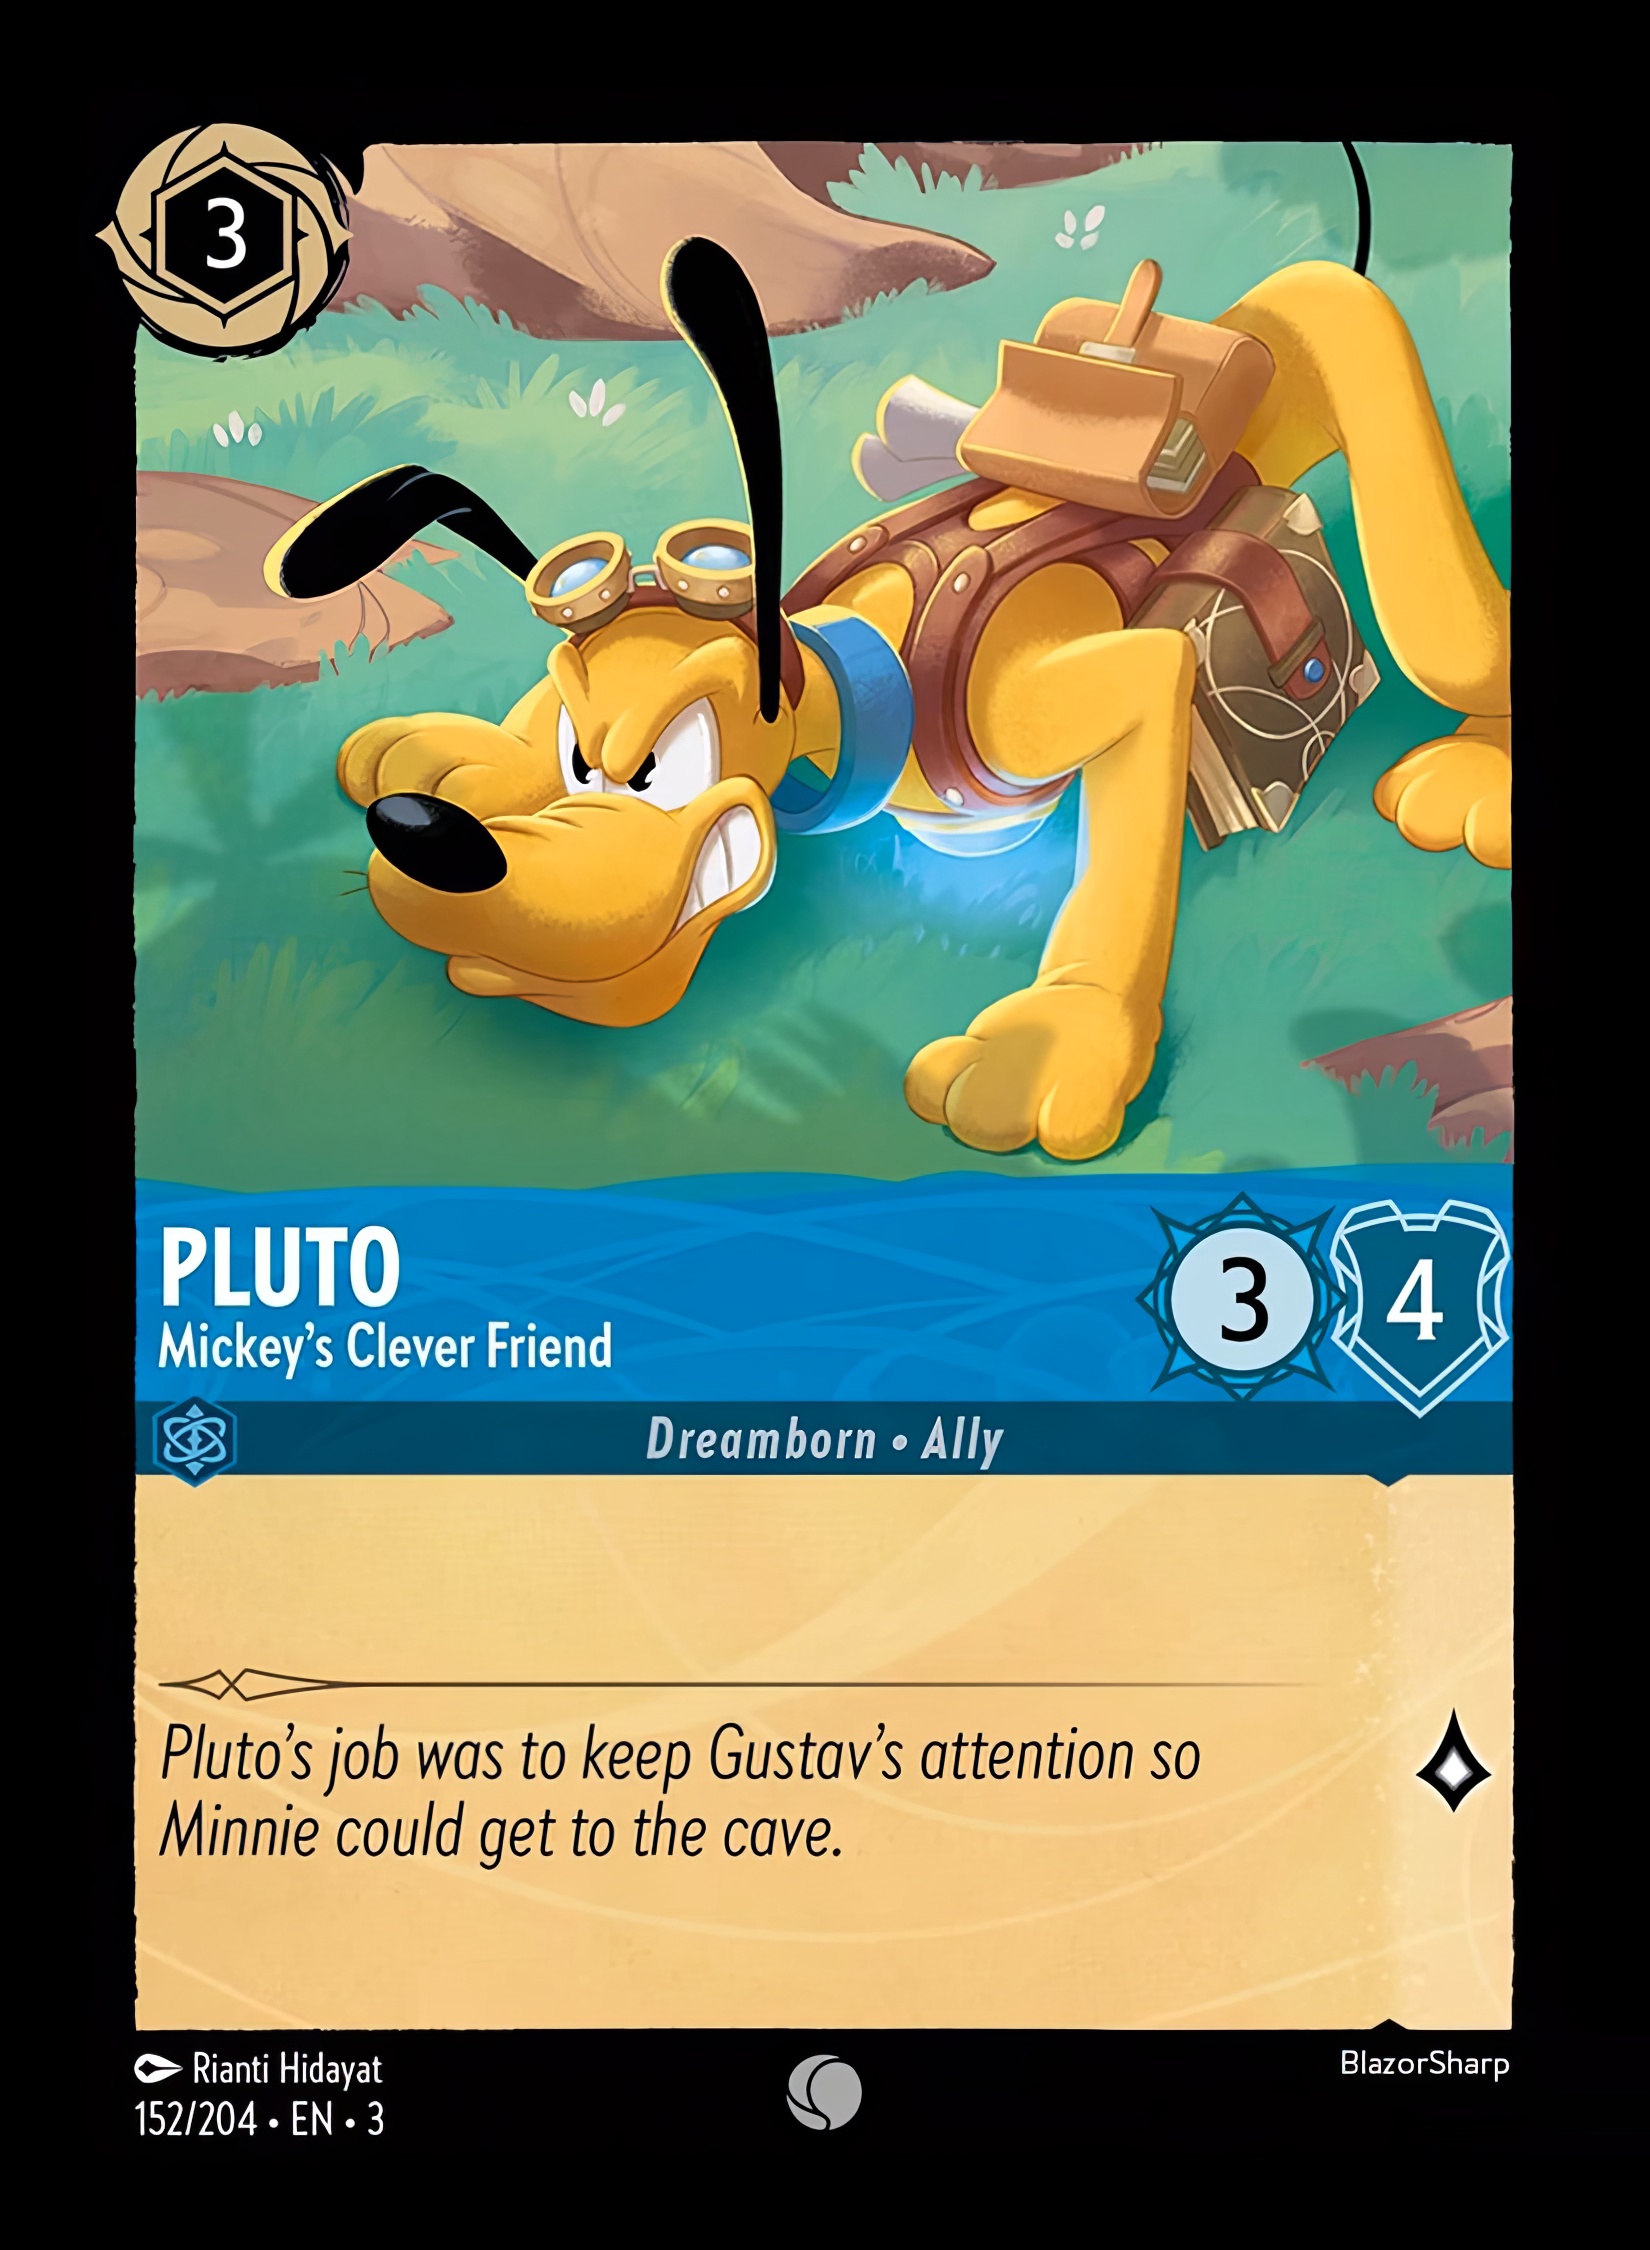 3
PLUTO
Mickey's Clever Friend
3
4
Dreamborn • Ally
Pluto's job was to keep Gustav's attention so
Minnie could get to the cave.
Rianti Hidayat
152/204 • EN • 3
BlazorSharp